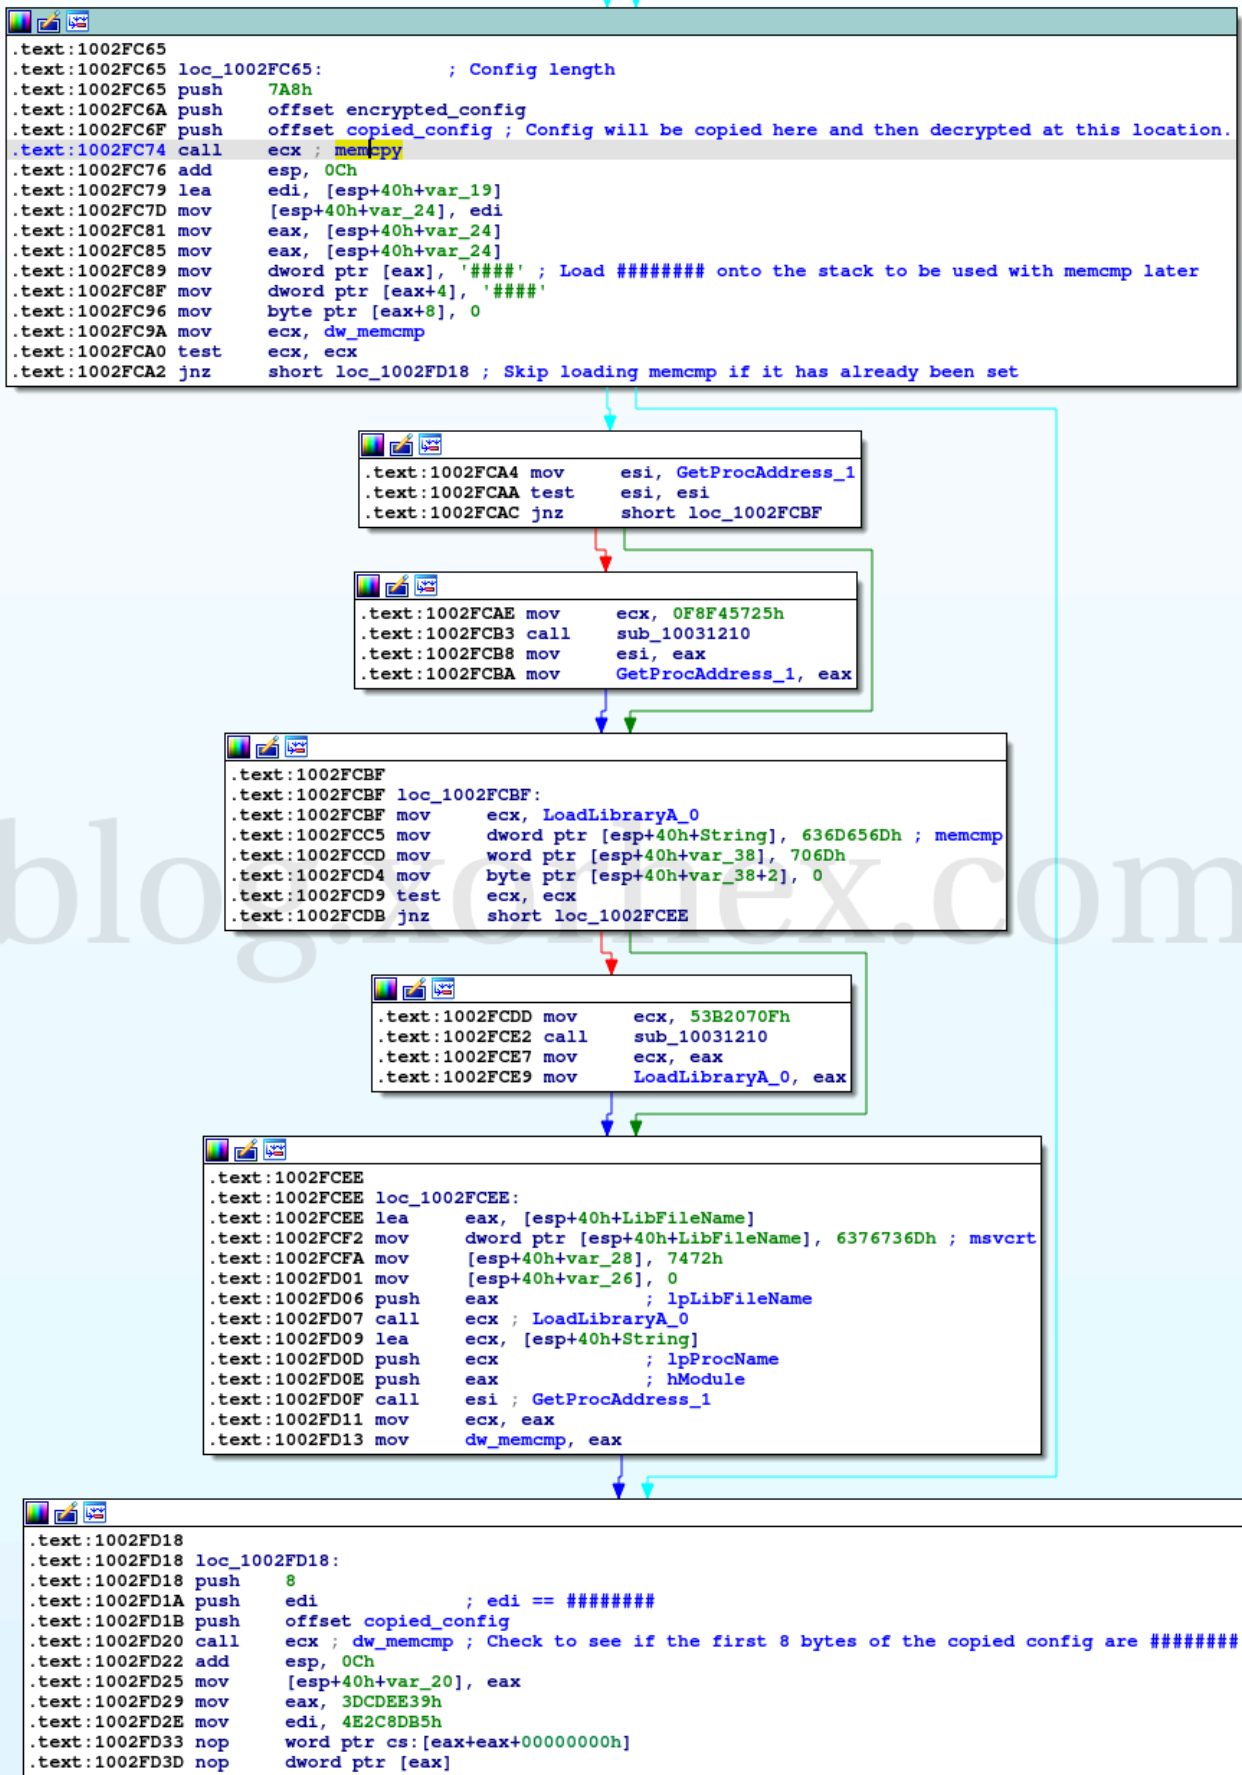 .text:1002FC65
.text:1002FC65 loc_1002FC65: ; Config length
.text:1002FC65 push 7A8h
.text:1002FC6A push offset encrypted_config
.text:1002FC6F push offset copied_config ; Config will be copied here and then decrypted at this location.
.text:1002FC74 call ecx ; memcpy
.text:1002FC76 add esp, 0Ch
.text:1002FC79 lea edi, [esp+40h+var_19]
.text:1002FC7D mov [esp+40h+var_24], edi
.text:1002FC81 mov eax, [esp+40h+var_24]
.text:1002FC85 mov eax, [esp+40h+var_24]
.text:1002FC89 mov dword ptr [eax], '####' ; Load ######## onto the stack to be used with memcmp later
.text:1002FC8F mov dword ptr [eax+4], '####'
.text:1002FC96 mov byte ptr [eax+8], 0
.text:1002FC9A mov ecx, dw_memcmp
.text:1002FCA0 test ecx, ecx
.text:1002FCA2 jnz short loc_1002FD18 ; Skip loading memcmp if it has already been set
.text:1002FCA4 mov esi, GetProcAddress_1
.text:1002FCAA test esi, esi
.text:1002FCAC jnz short loc_1002FCBF
.text:1002FCAE mov ecx, 0F8F45725h
.text:1002FCB3 call sub_10031210
.text:1002FCB8 mov esi, eax
.text:1002FCBA mov GetProcAddress_1, eax
.text:1002FCBF
.text:1002FCBF loc_1002FCBF:
.text:1002FCBF mov ecx, LoadLibraryA_0
.text:1002FCC5 mov dword ptr [esp+40h+String], 636D656Dh ; memcmp
.text:1002FCCD mov word ptr [esp+40h+var_38], 706Dh
.text:1002FCD4 mov byte ptr [esp+40h+var_38+2], 0
.text:1002FCD9 test ecx, ecx
.text:1002FCDB jnz short loc_1002FCEE
blog.xorhex.com
.text:1002FCDD mov ecx, 53B2070Fh
.text:1002FCE2 call sub_10031210
.text:1002FCE7 mov ecx, eax
.text:1002FCE9 mov LoadLibraryA_0, eax
.text:1002FCEE
.text:1002FCEE loc_1002FCEE:
.text:1002FCEE lea eax, [esp+40h+LibFileName]
.text:1002FCF2 mov dword ptr [esp+40h+LibFileName], 6376736Dh ; msvcrt
.text:1002FCFA mov [esp+40h+var_28], 7472h
.text:1002FD01 mov [esp+40h+var_26], 0
.text:1002FD06 push eax ; lpLibFileName
.text:1002FD07 call ecx ; LoadLibraryA_0
.text:1002FD09 lea ecx, [esp+40h+String]
.text:1002FD0D push ecx ; lpProcName
.text:1002FD0E push eax ; hModule
.text:1002FD0F call esi ; GetProcAddress_1
.text:1002FD11 mov ecx, eax
.text:1002FD13 mov dw_memcmp, eax
.text:1002FD18
.text:1002FD18 loc_1002FD18:
.text:1002FD18 push 8
.text:1002FD1A push edi ; edi == ########
.text:1002FD1B push offset copied_config
.text:1002FD20 call ecx ; dw_memcmp ; Check to see if the first 8 bytes of the copied config are ########
.text:1002FD22 add esp, 0Ch
.text:1002FD25 mov [esp+40h+var_20], eax
.text:1002FD29 mov eax, 3DCDEE39h
.text:1002FD2E mov edi, 4E2C8DB5h
.text:1002FD33 nop word ptr cs:[eax+eax+00000000h]
.text:1002FD3D nop dword ptr [eax]